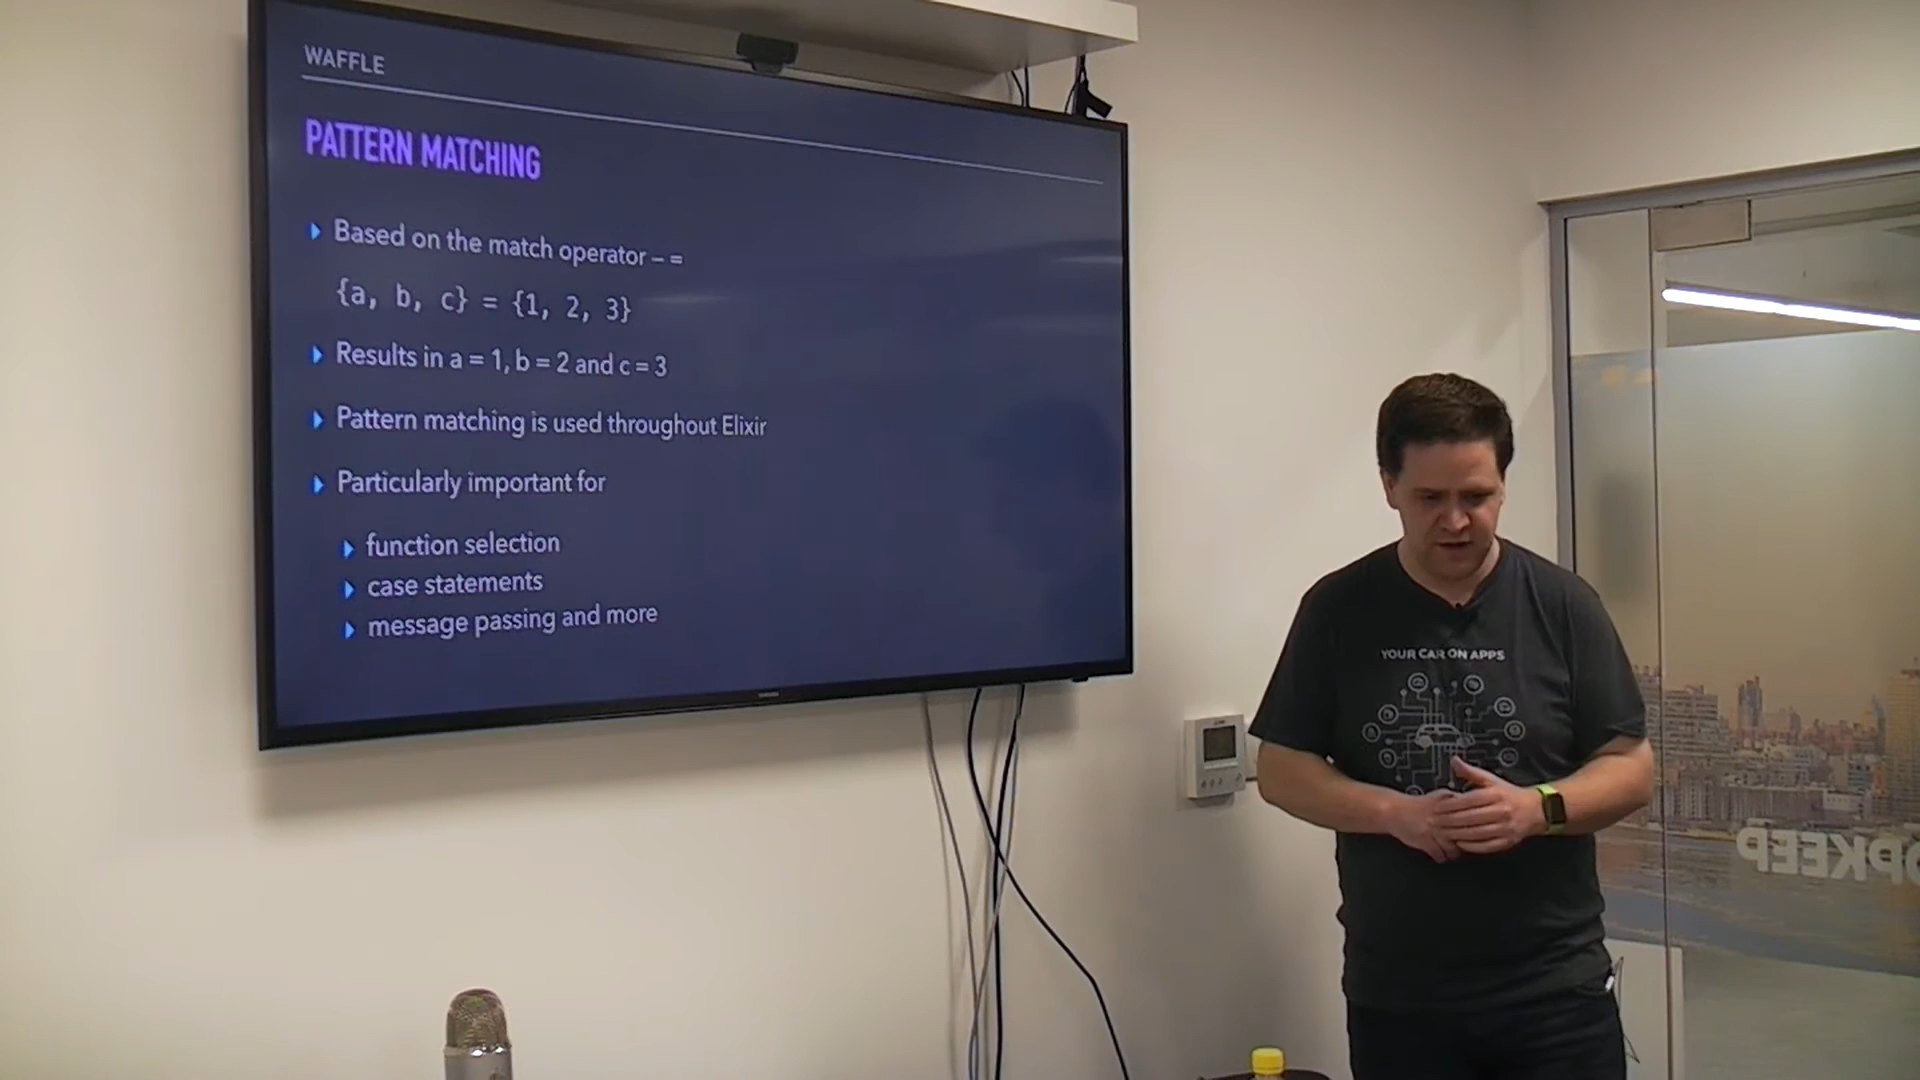 WAFFLE
PATTERN MATCHING
Based on the match operator – =
{a, b, c} = {1, 2, 3}
Results in a = 1, b = 2 and c = 3
Pattern matching is used throughout Elixir
Particularly important for
function selection
case statements
message passing and more
YOUR CAR ON APPS
OPKEEP